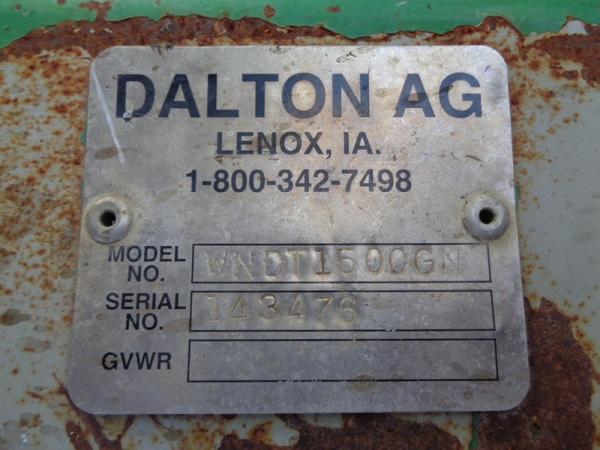 DALTON AG
LENOX, IA.
1-800-342-7498
MODEL NO. WNDT1500GN
SERIAL NO. 143476
GVWR